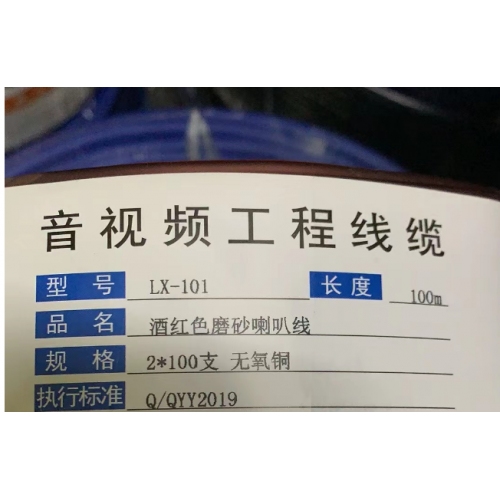 音视频工程线缆
型号 LX-101 长度 100m
品名 酒红色磨砂喇叭线
规格 2*100支 无氧铜
执行标准 Q/QYY2019